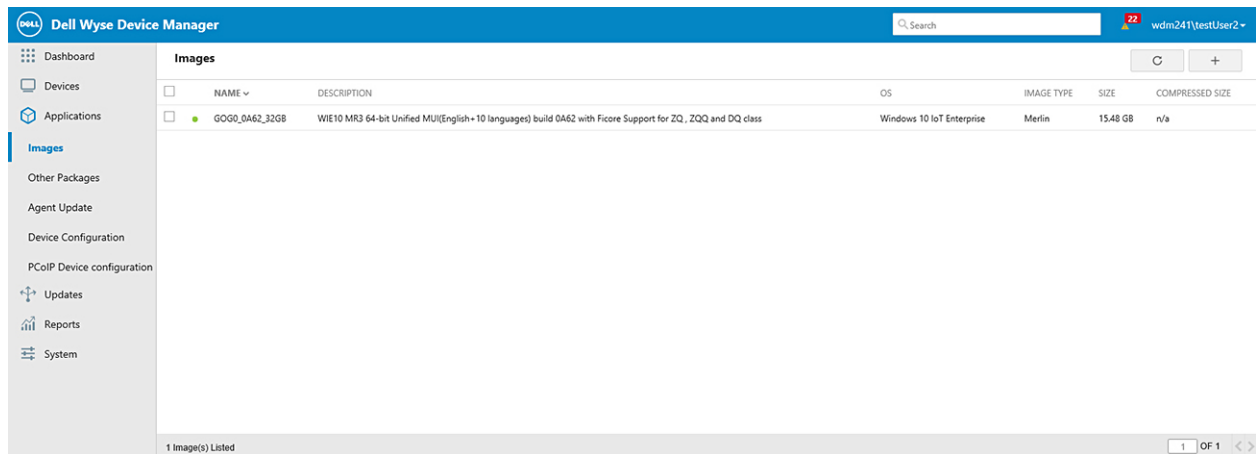 DELL Dell Wyse Device Manager Search 22 wdm241\testUser2
Dashboard
Devices
Applications
Images
Other Packages
Agent Update
Device Configuration
PCoIP Device configuration
Updates
Reports
System
Images
NAME DESCRIPTION OS IMAGE TYPE SIZE COMPRESSED SIZE
GOG0_0A62_32GB WIE10 MR3 64-bit Unified MUI(English+10 languages) build 0A62 with Ficore Support for ZQ , ZQQ and DQ class Windows 10 IoT Enterprise Merlin 15.48 GB n/a
1 Image(s) Listed 1 OF 1